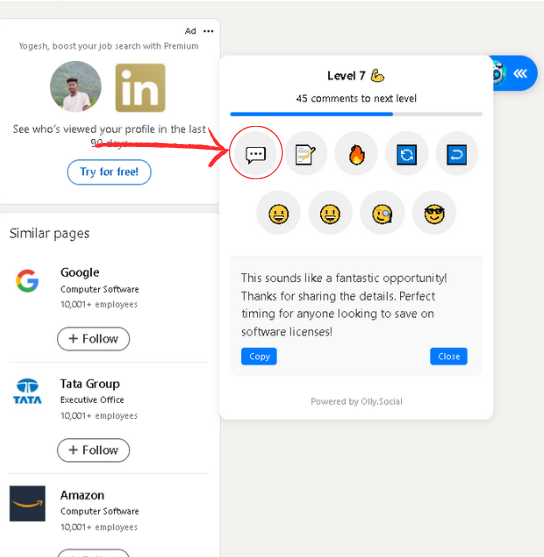 Ad
Yogesh, boost your job search with Premium
in
See who's viewed your profile in the last
90 days
Try for free!
Similar pages
Google
Computer Software
10,001+ employees
+ Follow
TATA
Tata Group
Executive Office
10,001+ employees
+ Follow
Amazon
Computer Software
10,001+ employees
+ Follow
Level 7 💪
45 comments to next level
This sounds like a fantastic opportunity!
Thanks for sharing the details. Perfect
timing for anyone looking to save on
software licenses!
Copy
Close
Powered by Olly.Social